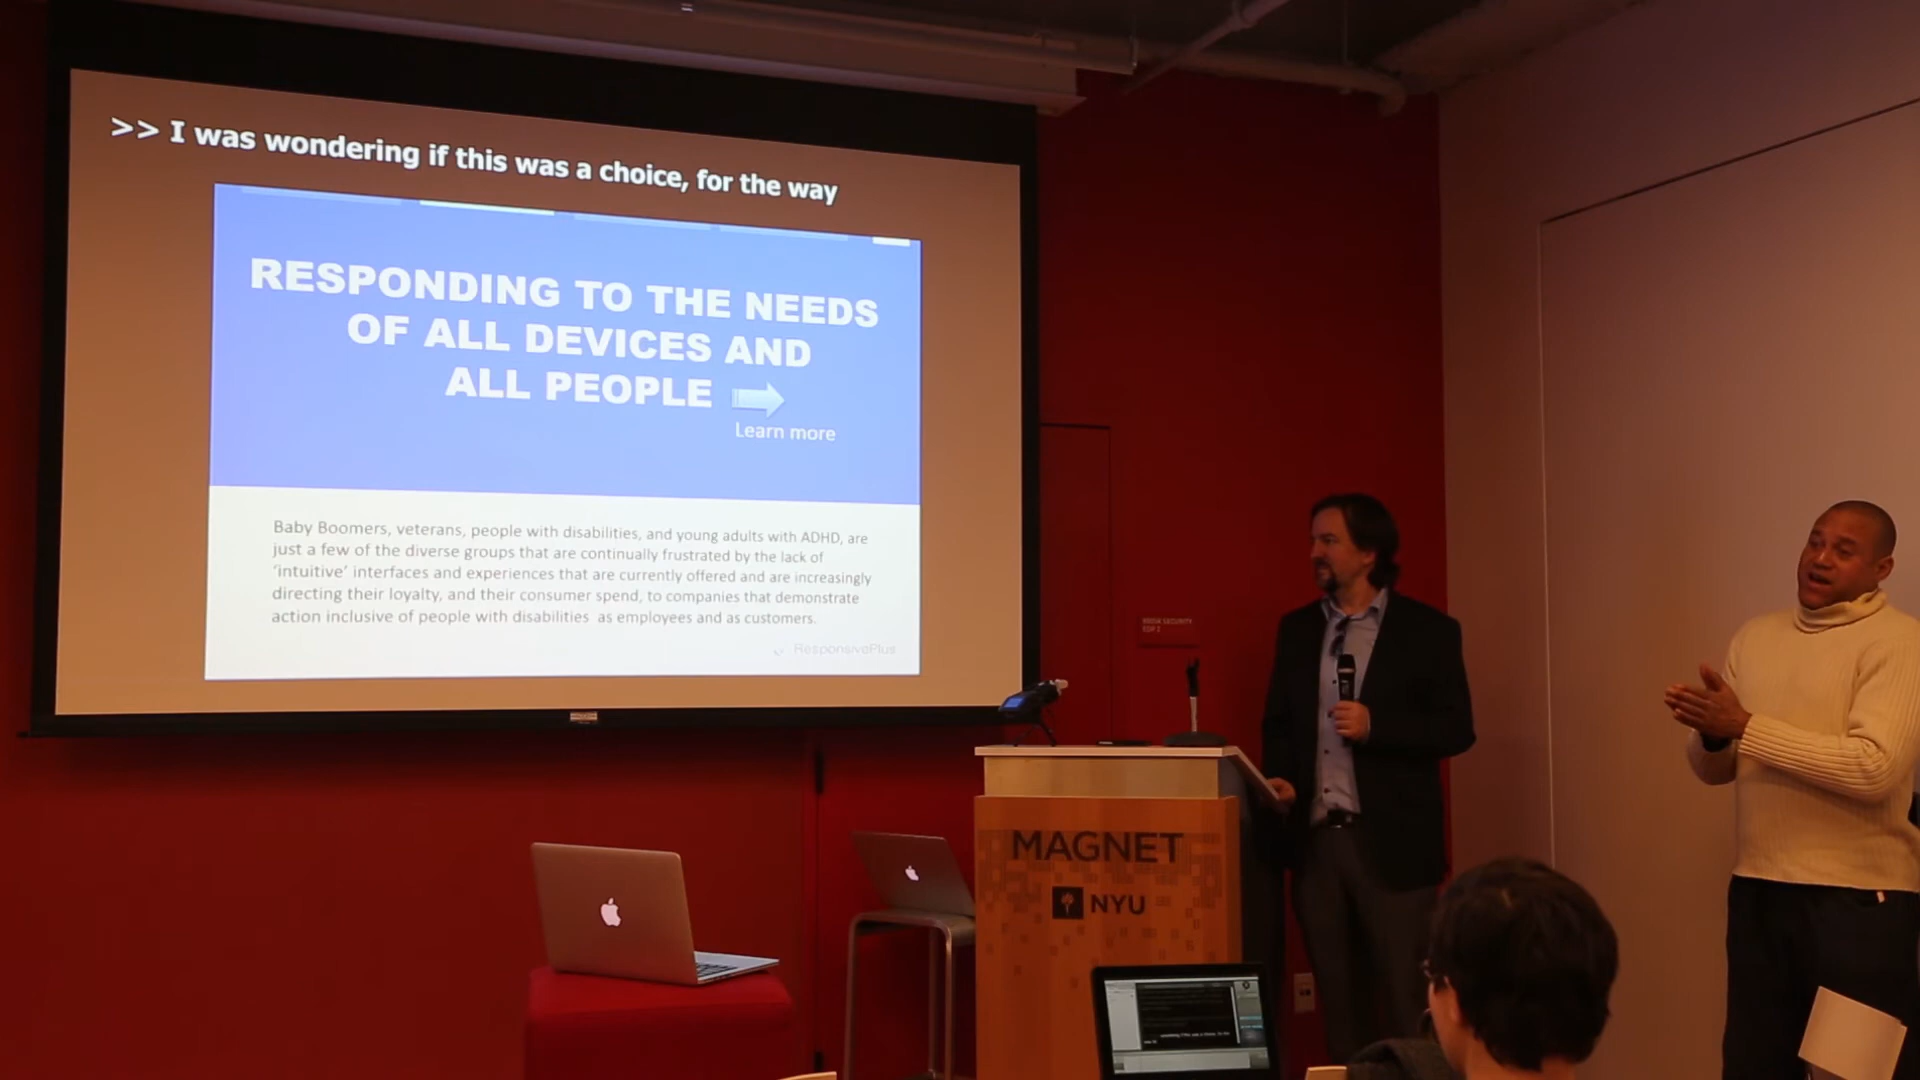 >> I was wondering if this was a choice, for the way
RESPONDING TO THE NEEDS
OF ALL DEVICES AND
ALL PEOPLE
Learn more
Baby Boomers, veterans, people with disabilities, and young adults with ADHD, are
just a few of the diverse groups that are continually frustrated by the lack of
'intuitive' interfaces and experiences that are currently offered and are increasingly
directing their loyalty, and their consumer spend, to companies that demonstrate
action inclusive of people with disabilities as employees and as customers.
ResponsivePlus
MAGNET
NYU